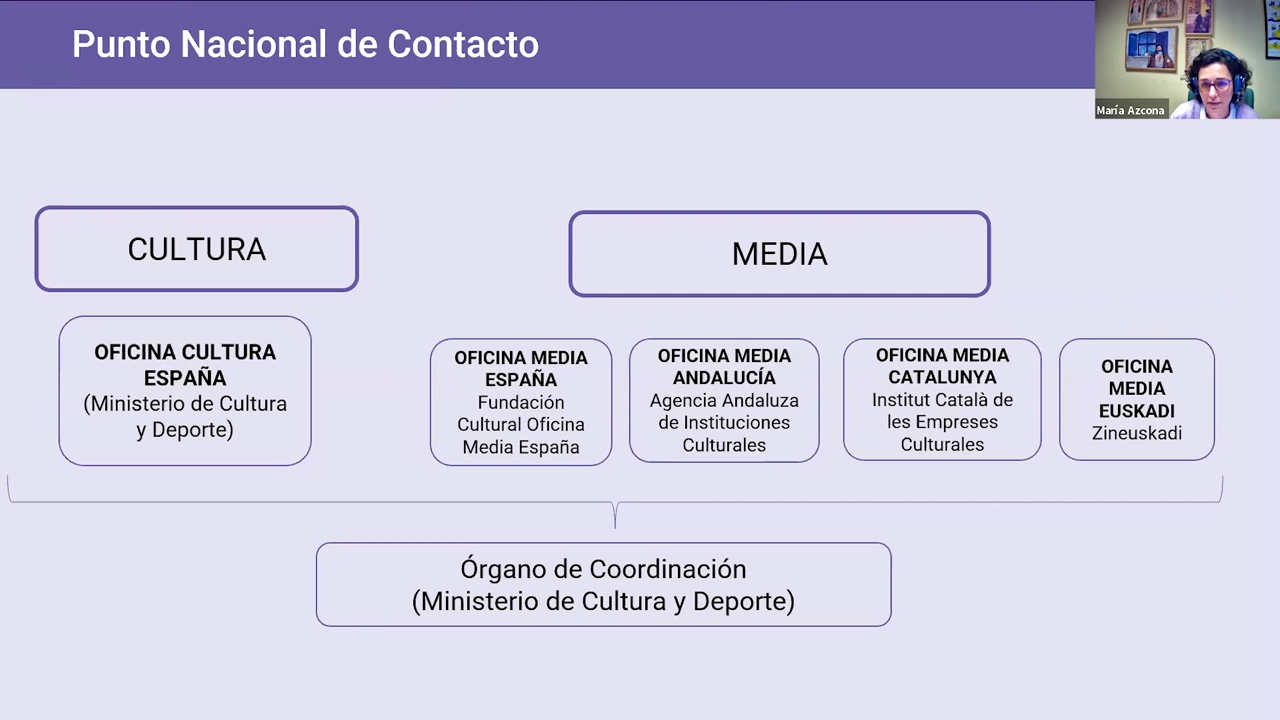 Punto Nacional de Contacto
María Azcona
CULTURA
MEDIA
OFICINA CULTURA
ESPAÑA
(Ministerio de Cultura
y Deporte)
OFICINA MEDIA
ESPAÑA
Fundación
Cultural Oficina
Media España
OFICINA MEDIA
ANDALUCÍA
Agencia Andaluza
de Instituciones
Culturales
OFICINA MEDIA
CATALUNYA
Institut Català de
les Empreses
Culturales
OFICINA
MEDIA
EUSKADI
Zineuskadi
Órgano de Coordinación
(Ministerio de Cultura y Deporte)